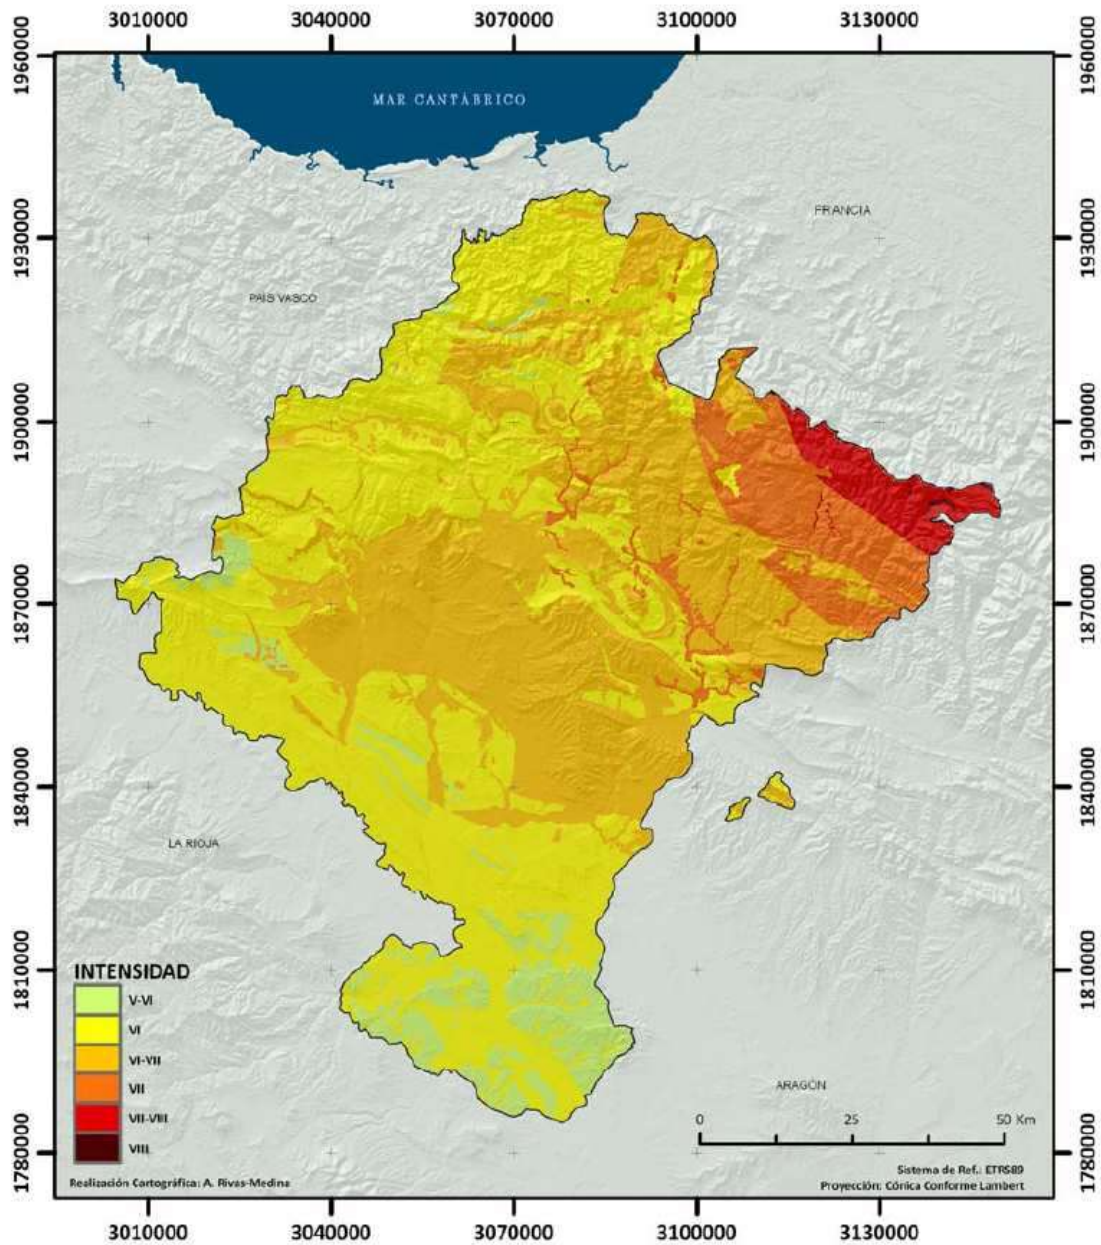 3010000 3040000 3070000 3100000 3130000
1960000 1960000
MAR CANTÁBRICO
FRANCIA
1930000 1930000
PAIS VASCO
1900000 1900000
1870000 1870000
1840000 1840000
LA RIOJA
1810000 1810000
INTENSIDAD
V-VI
VI
VI-VII
VII
VII-VIII
VIII
ARAGÓN
0 25 50 Km
1780000 1780000
Sistema de Ref.: ETRS89
Realización Cartográfica: A. Rivas-Medina
Proyección: Cónica Conforme Lambert
3010000 3040000 3070000 3100000 3130000